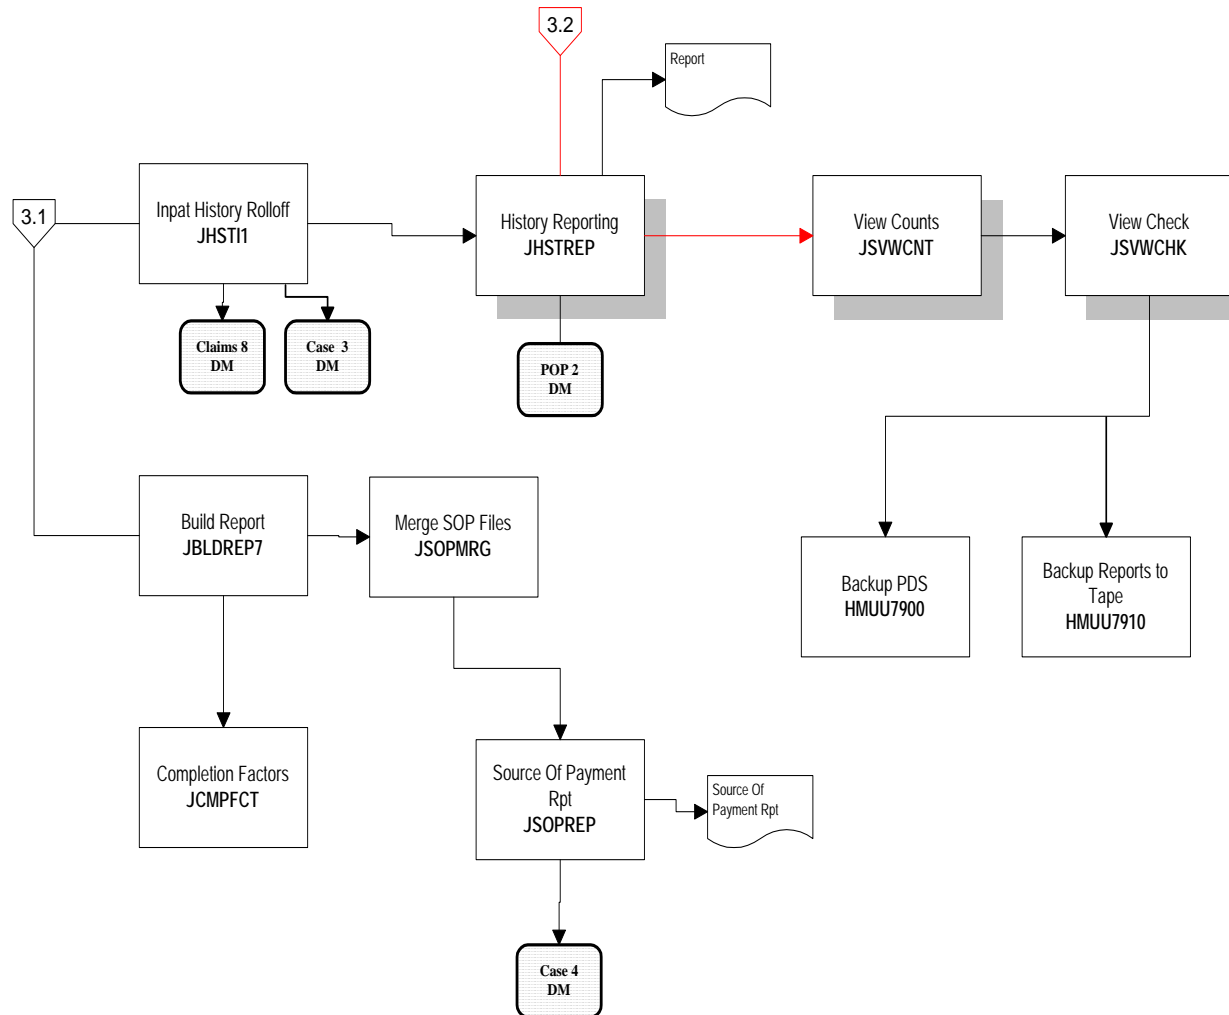 3.2
Report
3.1
Inpat History Rolloff
JHSTI1
History Reporting
JHSTREP
View Counts
JSVWCNT
View Check
JSVWCHK
Claims 8
DM
Case 3
DM
POP 2
DM
Build Report
JBLDREP7
Merge SOP Files
JSOPMRG
Backup PDS
HMUU7900
Backup Reports to
Tape
HMUU7910
Completion Factors
JCMPFCT
Source Of Payment
Rpt
JSOPREP
Source Of
Payment Rpt
Case 4
DM